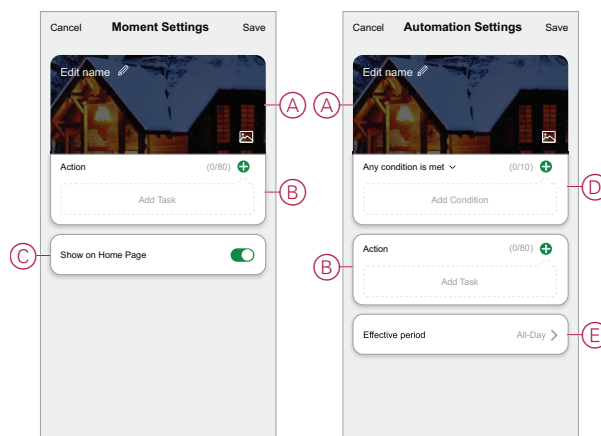 Cancel Moment Settings Save
Edit name
A
Action (0/80)
Add Task
B
C
Show on Home Page
Cancel Automation Settings Save
Edit name
A
Any condition is met (0/10)
Add Condition
D
Action (0/80)
Add Task
B
Effective period All-Day
E